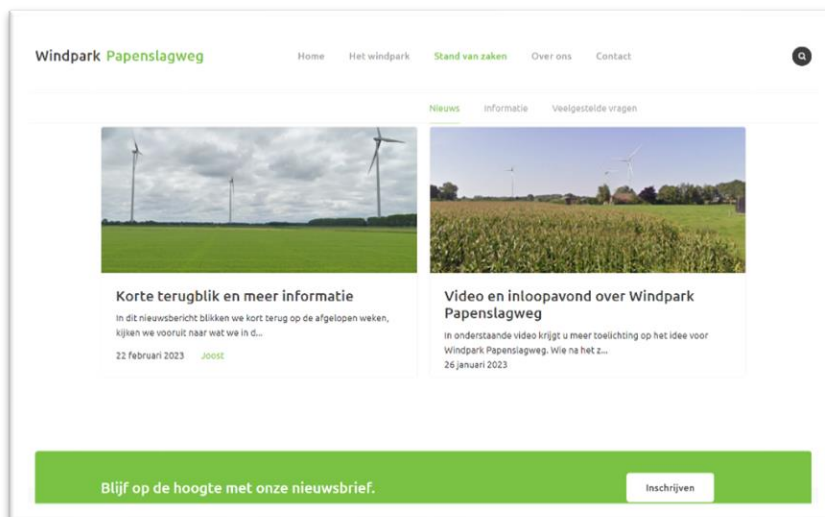 Windpark Papenslagweg
Home Het windpark Stand van zaken Over ons Contact
Nieuws Informatie Veelgestelde vragen
Korte terugblik en meer informatie
In dit nieuwsbericht blikken we kort terug op de afgelopen weken,
kijken we vooruit naar wat we in d...
22 februari 2023 Joost
Video en inloopavond over Windpark
Papenslagweg
In onderstaande video krijgt u meer toelichting op het idee voor
Windpark Papenslagweg. Wie na het z...
26 januari 2023
Blijf op de hoogte met onze nieuwsbrief.
Inschrijven